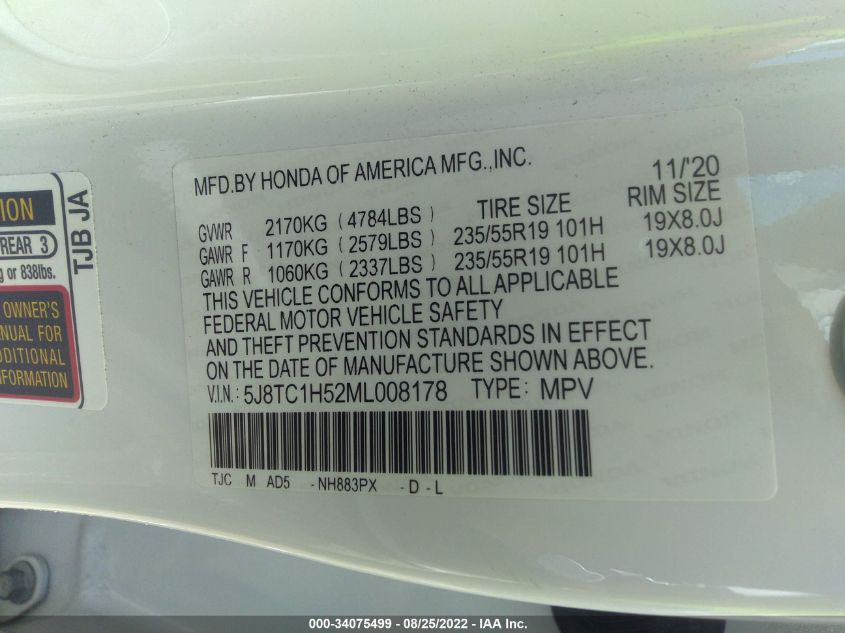 ION
REAR 3
g or 838lbs.
OWNER'S
NUAL FOR
DDITIONAL
NFORMATION
TJB JA
MFD.BY HONDA OF AMERICA MFG.,INC. 11/'20
GVWR 2170KG (4784LBS) TIRE SIZE RIM SIZE
GAWR F 1170KG (2579LBS) 235/55R19 101H 19X8.0J
GAWR R 1060KG (2337LBS) 235/55R19 101H 19X8.0J
THIS VEHICLE CONFORMS TO ALL APPLICABLE
FEDERAL MOTOR VEHICLE SAFETY
AND THEFT PREVENTION STANDARDS IN EFFECT
ON THE DATE OF MANUFACTURE SHOWN ABOVE.
V.I.N: 5J8TC1H52ML008178 TYPE: MPV
TJC M AD5 -NH883PX -D-L
000-34075499 - 08/25/2022 - IAA Inc.